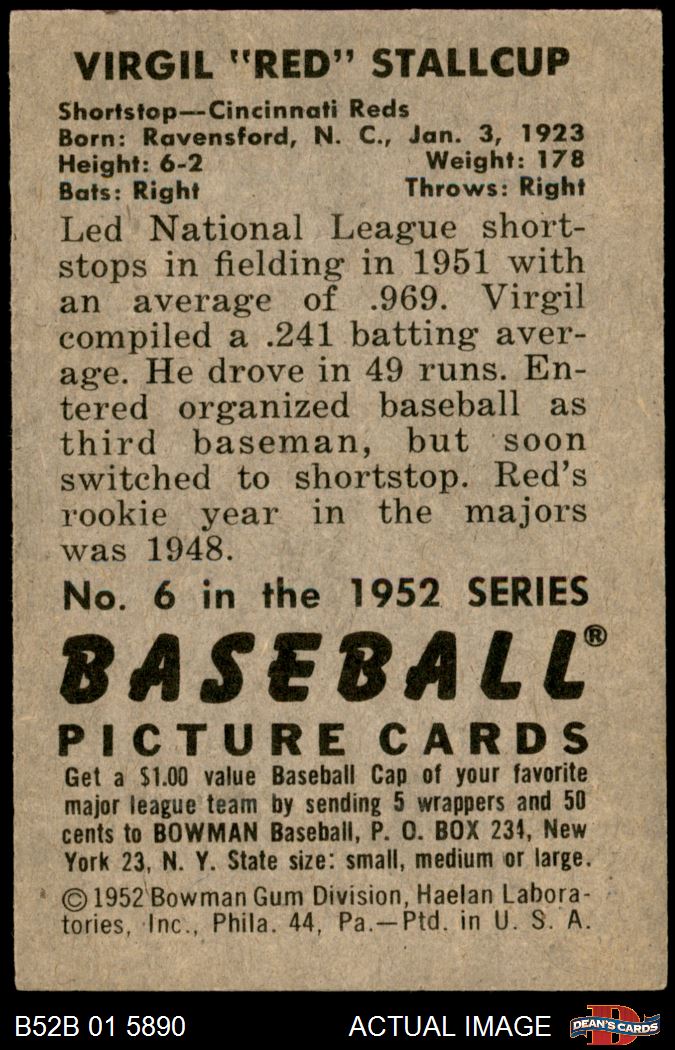 VIRGIL "RED" STALLCUP
Shortstop—Cincinnati Reds
Born: Ravensford, N. C., Jan. 3, 1923
Height: 6-2 Weight: 178
Bats: Right Throws: Right
Led National League short-
stops in fielding in 1951 with
an average of .969. Virgil
compiled a .241 batting aver-
age. He drove in 49 runs. En-
tered organized baseball as
third baseman, but soon
switched to shortstop. Red's
rookie year in the majors
was 1948.
No. 6 in the 1952 SERIES
BASEBALL®
PICTURE CARDS
Get a $1.00 value Baseball Cap of your favorite
major league team by sending 5 wrappers and 50
cents to BOWMAN Baseball, P. O. BOX 234, New
York 23, N. Y. State size: small, medium or large.
©1952 Bowman Gum Division, Haelan Labora-
tories, Inc., Phila. 44, Pa.—Ptd. in U. S. A.
B52B 01 5890 ACTUAL IMAGE DEAN'S CARDS